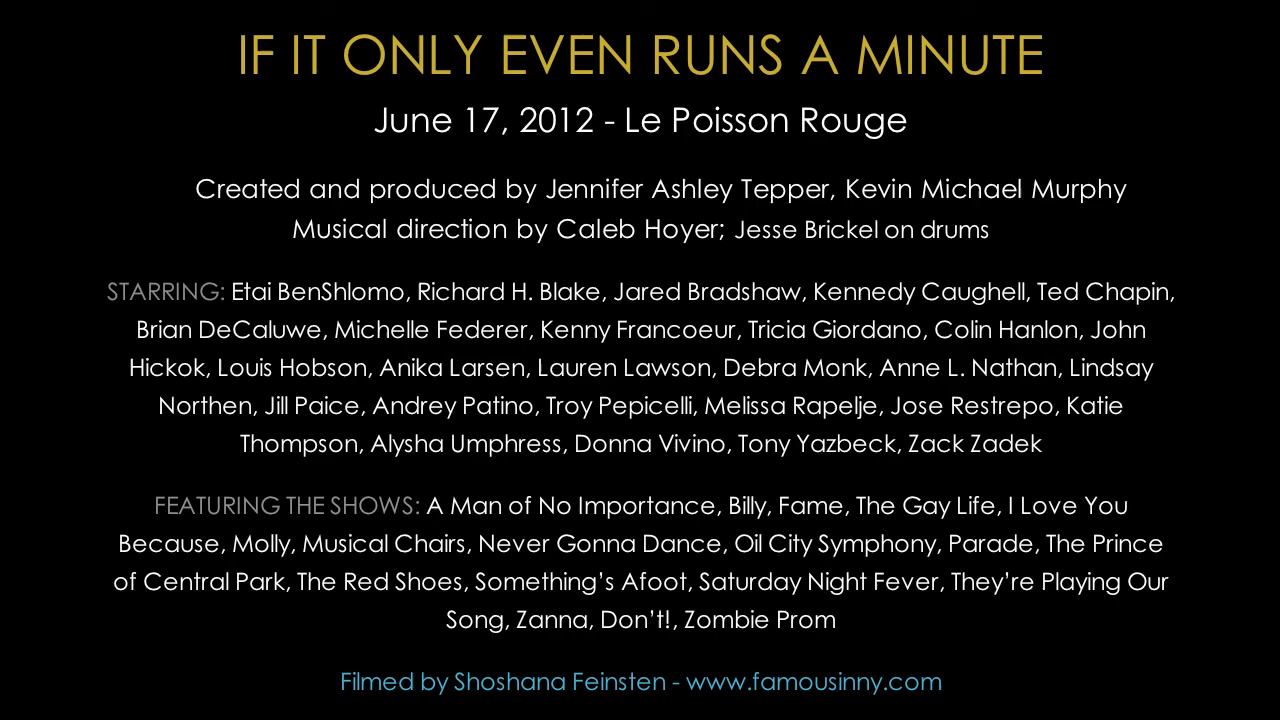 IF IT ONLY EVEN RUNS A MINUTE
June 17, 2012 - Le Poisson Rouge
Created and produced by Jennifer Ashley Tepper, Kevin Michael Murphy
Musical direction by Caleb Hoyer; Jesse Brickel on drums
STARRING: Etai BenShlomo, Richard H. Blake, Jared Bradshaw, Kennedy Caughell, Ted Chapin,
Brian DeCaluwe, Michelle Federer, Kenny Francoeur, Tricia Giordano, Colin Hanlon, John
Hickok, Louis Hobson, Anika Larsen, Lauren Lawson, Debra Monk, Anne L. Nathan, Lindsay
Northen, Jill Paice, Andrey Patino, Troy Pepicelli, Melissa Rapelje, Jose Restrepo, Katie
Thompson, Alysha Umphress, Donna Vivino, Tony Yazbeck, Zack Zadek
FEATURING THE SHOWS: A Man of No Importance, Billy, Fame, The Gay Life, I Love You
Because, Molly, Musical Chairs, Never Gonna Dance, Oil City Symphony, Parade, The Prince
of Central Park, The Red Shoes, Something’s Afoot, Saturday Night Fever, They’re Playing Our
Song, Zanna, Don’t!, Zombie Prom
Filmed by Shoshana Feinsten - www.famousinny.com